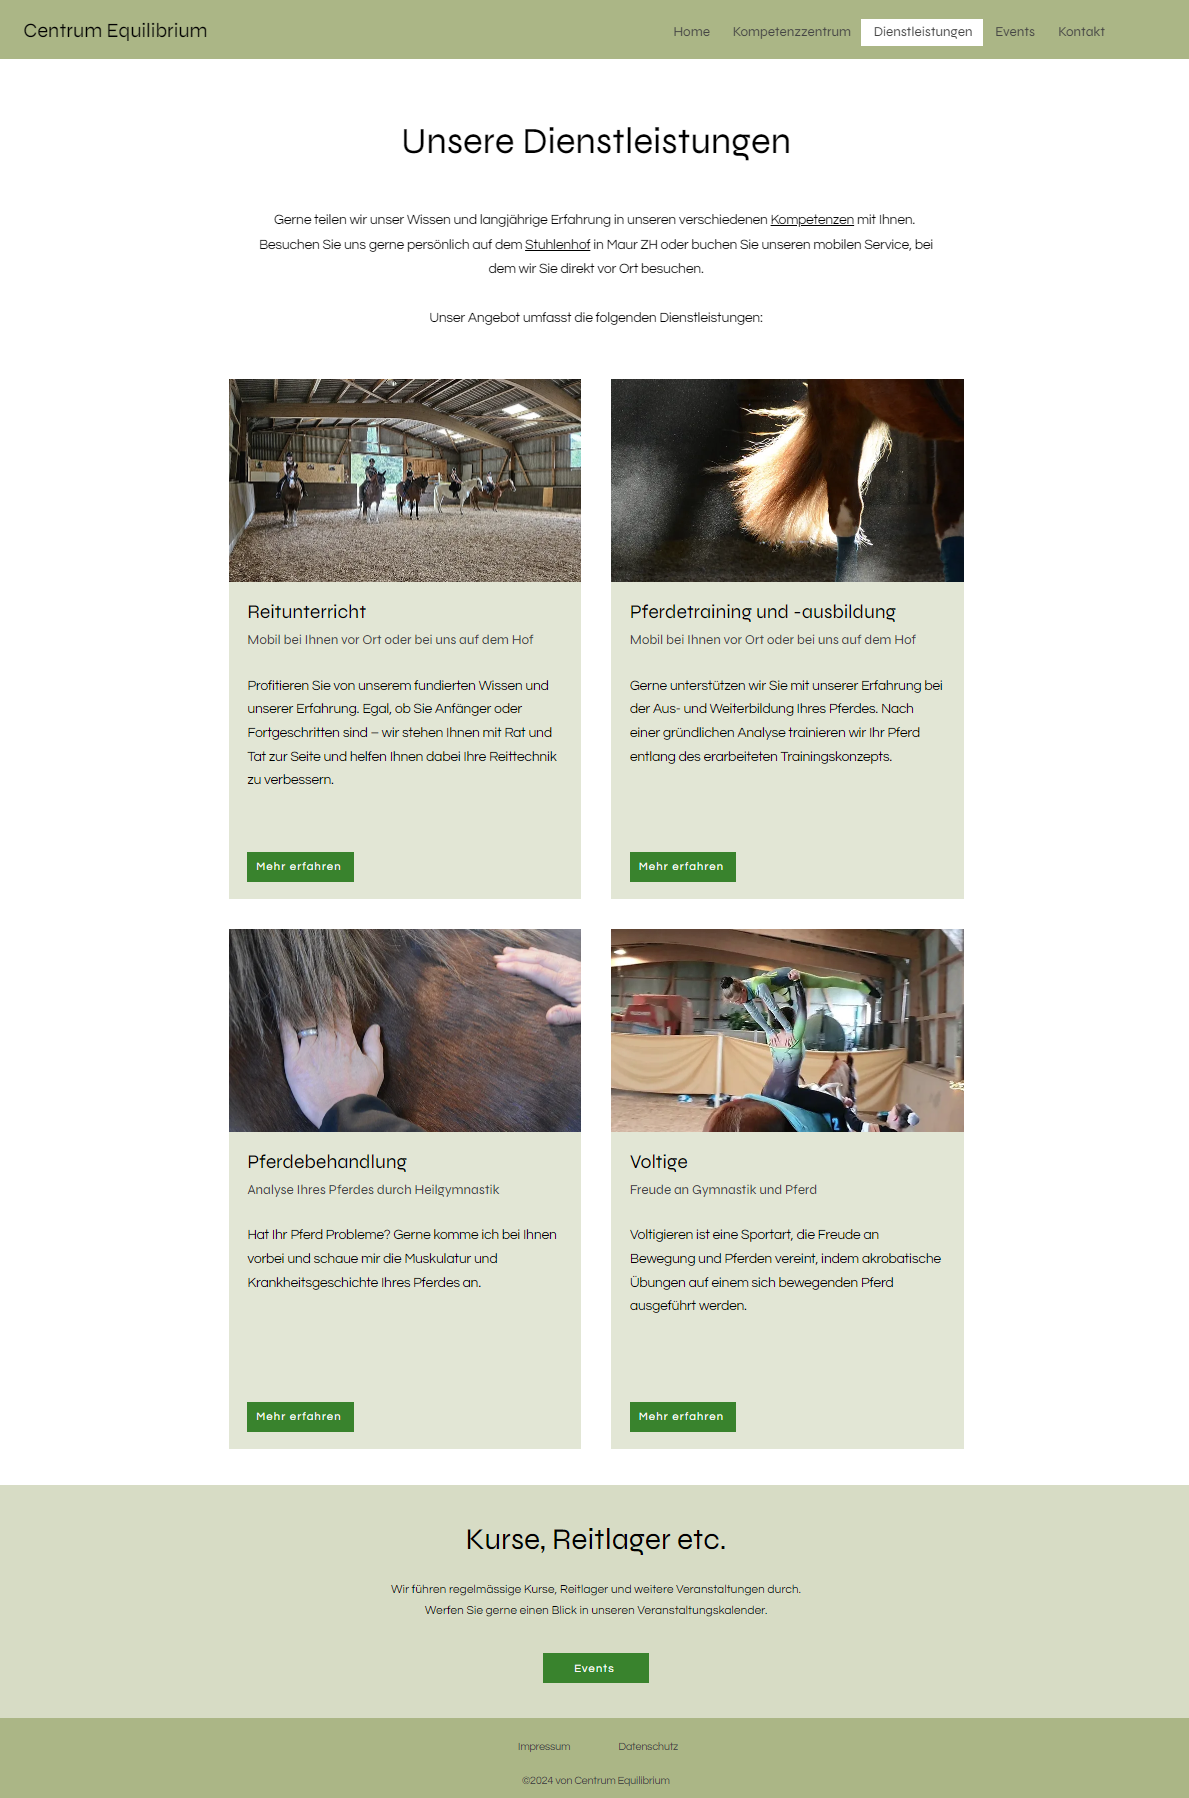 Centrum Equilibrium
Home
Kompetenzzentrum
Dienstleistungen
Events
Kontakt
Unsere Dienstleistungen
Gerne teilen wir unser Wissen und langjährige Erfahrung in unseren verschiedenen Kompetenzen mit Ihnen.
Besuchen Sie uns gerne persönlich auf dem Stuhlenhof in Maur ZH oder buchen Sie unseren mobilen Service, bei
dem wir Sie direkt vor Ort besuchen.
Unser Angebot umfasst die folgenden Dienstleistungen:
Reitunterricht
Mobil bei Ihnen vor Ort oder bei uns auf dem Hof
Profitieren Sie von unserem fundierten Wissen und
unserer Erfahrung. Egal, ob Sie Anfänger oder
Fortgeschritten sind – wir stehen Ihnen mit Rat und
Tat zur Seite und helfen Ihnen dabei Ihre Reittechnik
zu verbessern.
Mehr erfahren
Pferdetraining und -ausbildung
Mobil bei Ihnen vor Ort oder bei uns auf dem Hof
Gerne unterstützen wir Sie mit unserer Erfahrung bei
der Aus- und Weiterbildung Ihres Pferdes. Nach
einer gründlichen Analyse trainieren wir Ihr Pferd
entlang des erarbeiteten Trainingskonzepts.
Mehr erfahren
Pferdebehandlung
Analyse Ihres Pferdes durch Heilgymnastik
Hat Ihr Pferd Probleme? Gerne komme ich bei Ihnen
vorbei und schaue mir die Muskulatur und
Krankheitsgeschichte Ihres Pferdes an.
Mehr erfahren
2
Voltige
Freude an Gymnastik und Pferd
Voltigieren ist eine Sportart, die Freude an
Bewegung und Pferden vereint, indem akrobatische
Übungen auf einem sich bewegenden Pferd
ausgeführt werden.
Mehr erfahren
Kurse, Reitlager etc.
Wir führen regelmässige Kurse, Reitlager und weitere Veranstaltungen durch.
Werfen Sie gerne einen Blick in unseren Veranstaltungskalender.
Events
Impressum
Datenschutz
©2024 von Centrum Equilibrium